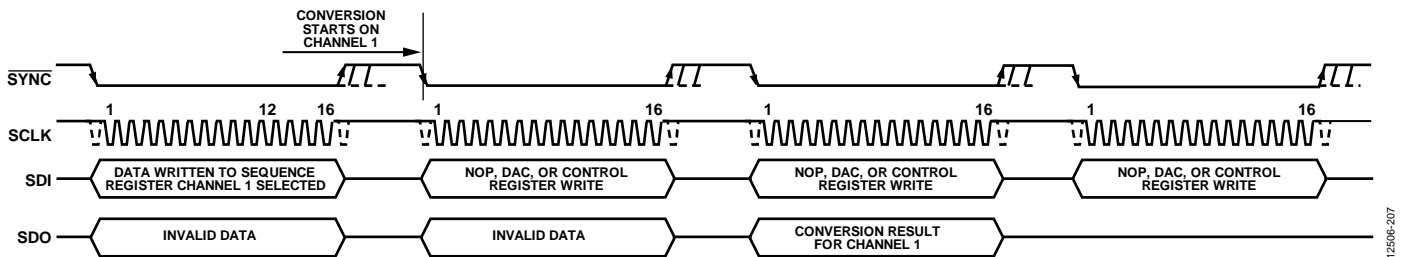 CONVERSION
STARTS ON
CHANNEL 1
SYNC
1 12 16 1 16 1 16 1 16
SCLK
SDI
DATA WRITTEN TO SEQUENCE
REGISTER CHANNEL 1 SELECTED
NOP, DAC, OR CONTROL
REGISTER WRITE
NOP, DAC, OR CONTROL
REGISTER WRITE
NOP, DAC, OR CONTROL
REGISTER WRITE
SDO
INVALID DATA
INVALID DATA
CONVERSION RESULT
FOR CHANNEL 1
12506-207